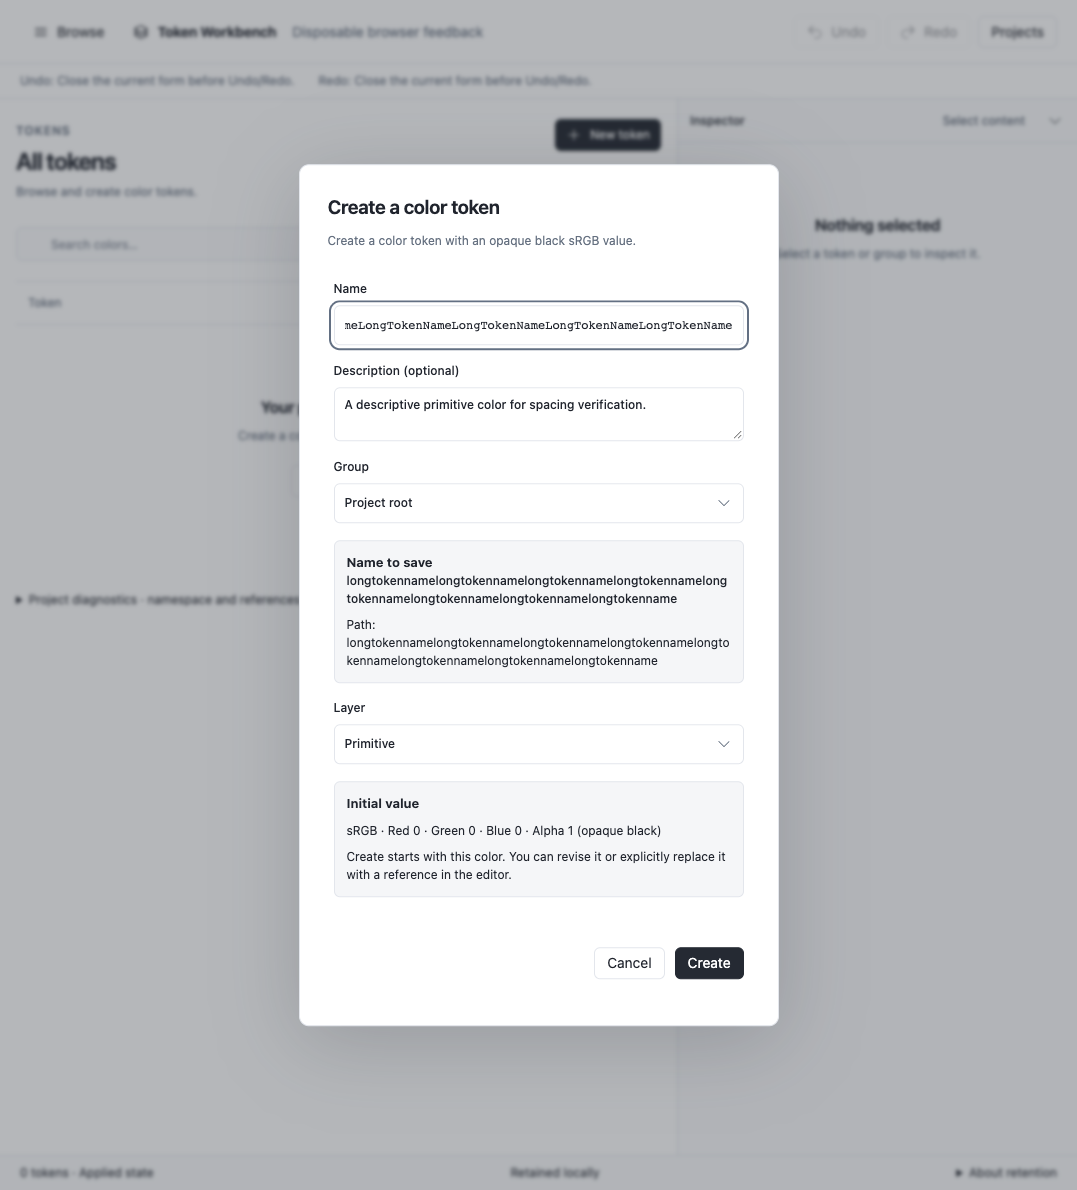 Browse
Token Workbench
Disposable browser feedback
Undo
Redo
Projects
Undo: Close the current form before Undo/Redo.
Redo: Close the current form before Undo/Redo.
TOKENS
All tokens
Browse and create color tokens.
New token
Search colors...
Token
Your
Create a
Project diagnostics · namespace and references
Inspector
Select content
Nothing selected
select a token or group to inspect it.
Create a color token
Create a color token with an opaque black sRGB value.
Name
meLongTokenNameLongTokenNameLongTokenNameLongTokenName
Description (optional)
A descriptive primitive color for spacing verification.
Group
Project root
Name to save
longtokennamelongtokennamelongtokennamelongtokennamelong
tokennamelongtokennamelongtokennamelongtokenname
Path:
longtokennamelongtokennamelongtokennamelongtokennamelongto
kennamelongtokennamelongtokennamelongtokenname
Layer
Primitive
Initial value
sRGB · Red 0 · Green 0 · Blue 0 · Alpha 1 (opaque black)
Create starts with this color. You can revise it or explicitly replace it
with a reference in the editor.
Cancel
Create
0 tokens · Applied state
Retained locally
About retention